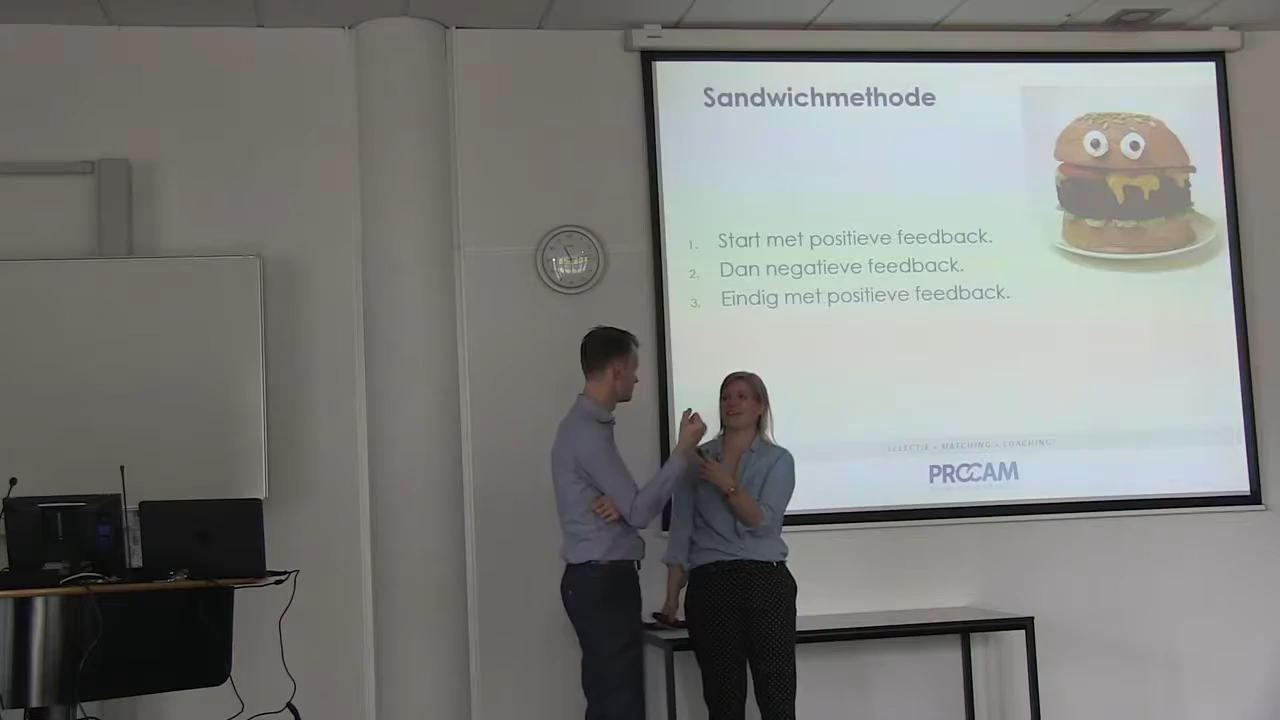 Sandwichmethode
1. Start met positieve feedback.
2. Dan negatieve feedback.
3. Eindig met positieve feedback.
SELECTIE • MATCHING • COACHING
PROCAM